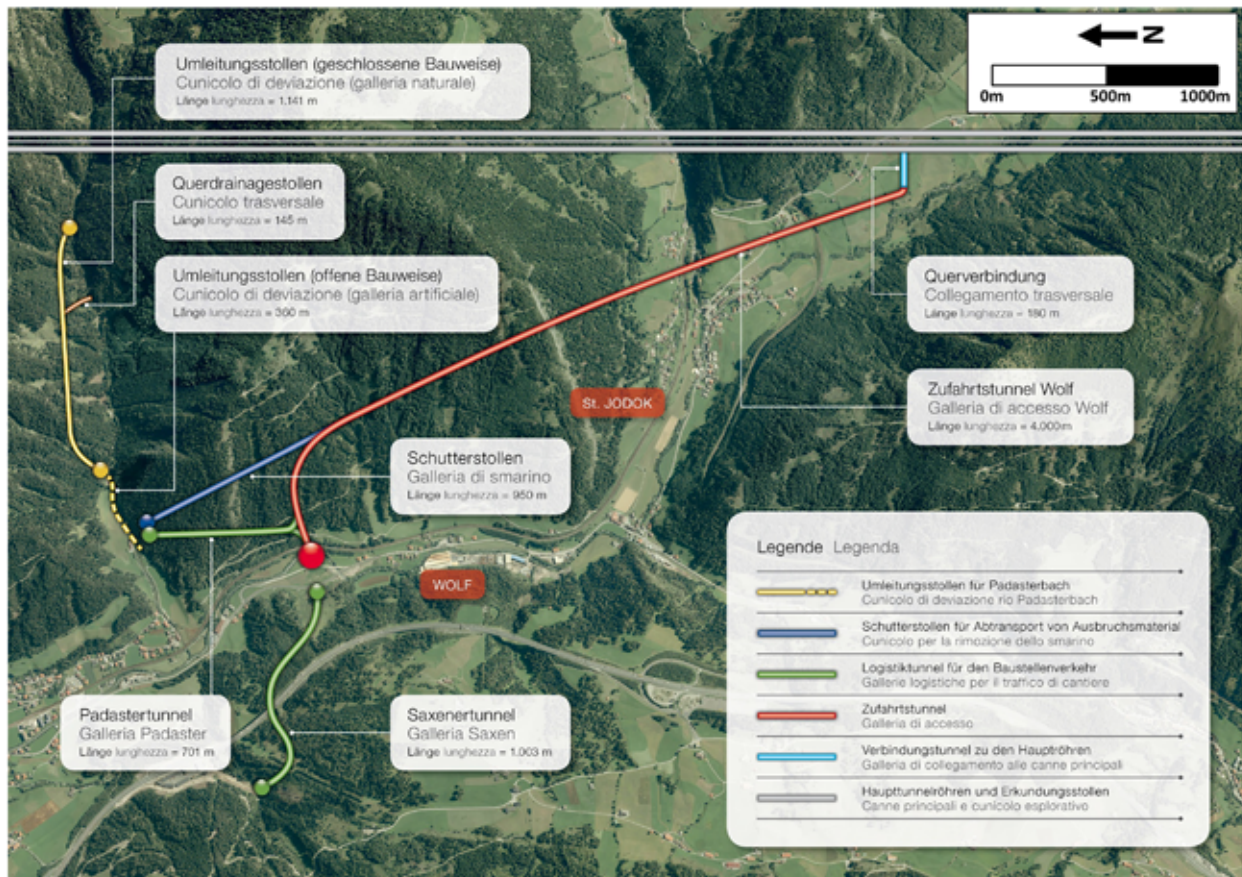 Umleitungsstollen (geschlossene Bauweise)
Cunicolo di deviazione (galleria naturale)
Länge lunghezza = 1.141 m
N
0m 500m 1000m
Querdrainagestollen
Cunicolo trasversale
Länge lunghezza = 145 m
Umleitungsstollen (offene Bauweise)
Cunicolo di deviazione (galleria artificiale)
Länge lunghezza = 360 m
Querverbindung
Collegamento trasversale
Länge lunghezza = 180 m
Zufahrtstunnel Wolf
Galleria di accesso Wolf
Länge lunghezza = 4.000m
St. JODOK
Schutterstollen
Galleria di smarino
Länge lunghezza = 950 m
WOLF
Padastertunnel
Galleria Padaster
Länge lunghezza = 701 m
Saxenertunnel
Galleria Saxen
Länge lunghezza = 1.003 m
Legende Legenda
Umleitungsstollen für Padasterbach
Cunicolo di deviazione rio Padasterbach
Schutterstollen für Abtransport von Ausbruchsmaterial
Cunicolo per la rimozione dello smarino
Logistiktunnel für den Baustellenverkehr
Gallerie logistiche per il traffico di cantiere
Zufahrtstunnel
Galleria di accesso
Verbindungstunnel zu den Hauptröhren
Galleria di collegamento alle canne principali
Haupttunnelröhren und Erkundungsstollen
Canne principali e cunicolo esplorativo